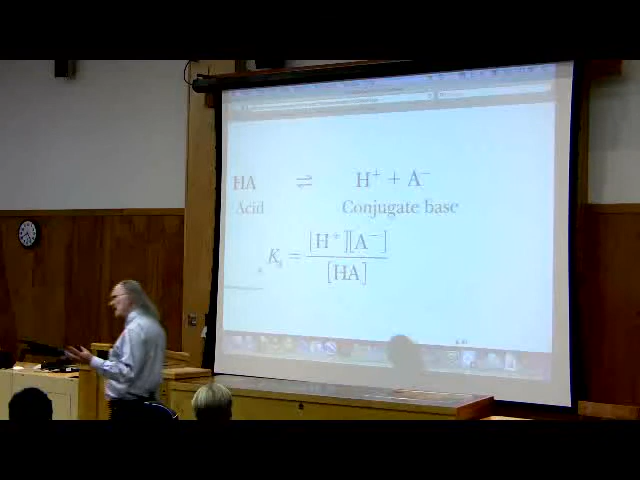 HA ⇌ H⁺ + A⁻
Acid Conjugate base
Kₐ = [H⁺][A⁻] / [HA]